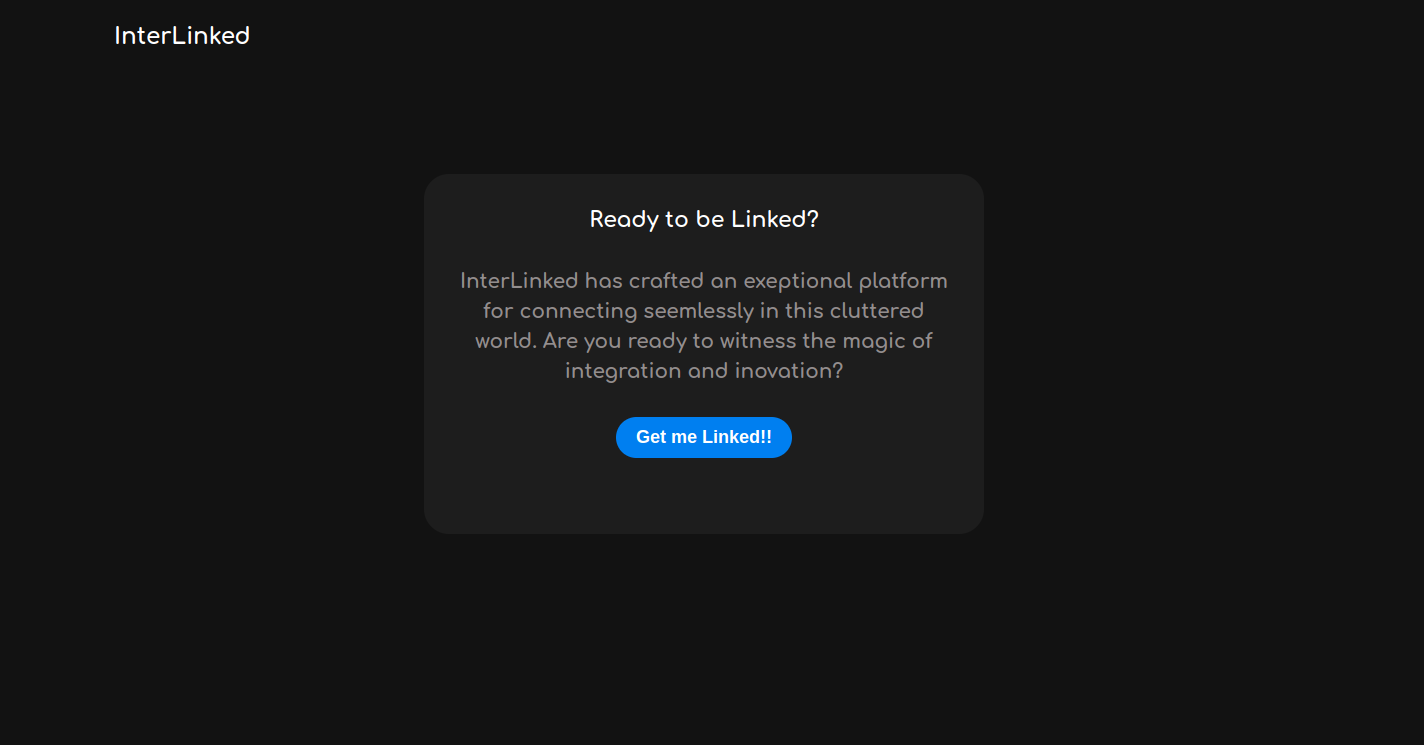 InterLinked
Ready to be Linked?
InterLinked has crafted an exeptional platform
for connecting seemlessly in this cluttered
world. Are you ready to witness the magic of
integration and inovation?
Get me Linked!!